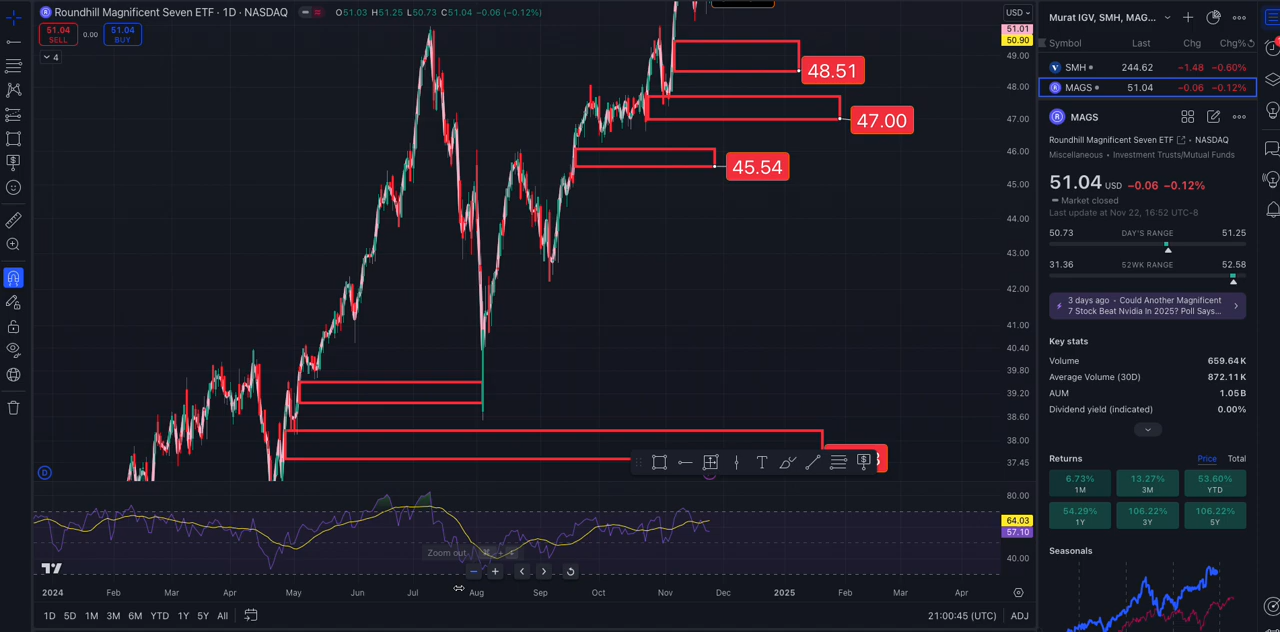 Roundhill Magnificent Seven ETF · 1D · NASDAQ O51.03 H51.25 L50.73 C51.04 −0.06 (−0.12%)
51.04 SELL 0.00 51.04 BUY
4
USD
51.01
50.90
49.00
48.00
47.00
46.00
45.00
44.00
43.00
42.00
41.00
40.40
39.80
39.20
38.60
38.00
37.45
48.51
47.00
45.54
D
80.00
64.03
57.10
40.00
Zoom out
2024 Feb Mar Apr May Jun Jul Aug Sep Oct Nov Dec 2025 Feb Mar Apr
1D 5D 1M 3M 6M YTD 1Y 5Y All 21:00:45 (UTC) ADJ
Murat IGV, SMH, MAG...
Symbol Last Chg Chg%
SMH 244.62 −1.48 −0.60%
MAGS 51.04 −0.06 −0.12%
MAGS
Roundhill Magnificent Seven ETF • NASDAQ
Miscellaneous • Investment Trusts/Mutual Funds
51.04 USD −0.06 −0.12%
Market closed
Last update at Nov 22, 16:52 UTC-8
50.73 DAY'S RANGE 51.25
31.36 52WK RANGE 52.58
3 days ago · Could Another Magnificent
7 Stock Beat Nvidia In 2025? Poll Says...
Key stats
Volume 659.64K
Average Volume (30D) 872.11K
AUM 1.05B
Dividend yield (indicated) 0.00%
Returns Price Total
6.73% 13.27% 53.60%
1M 3M YTD
54.29% 106.22% 106.22%
1Y 3Y 5Y
Seasonals